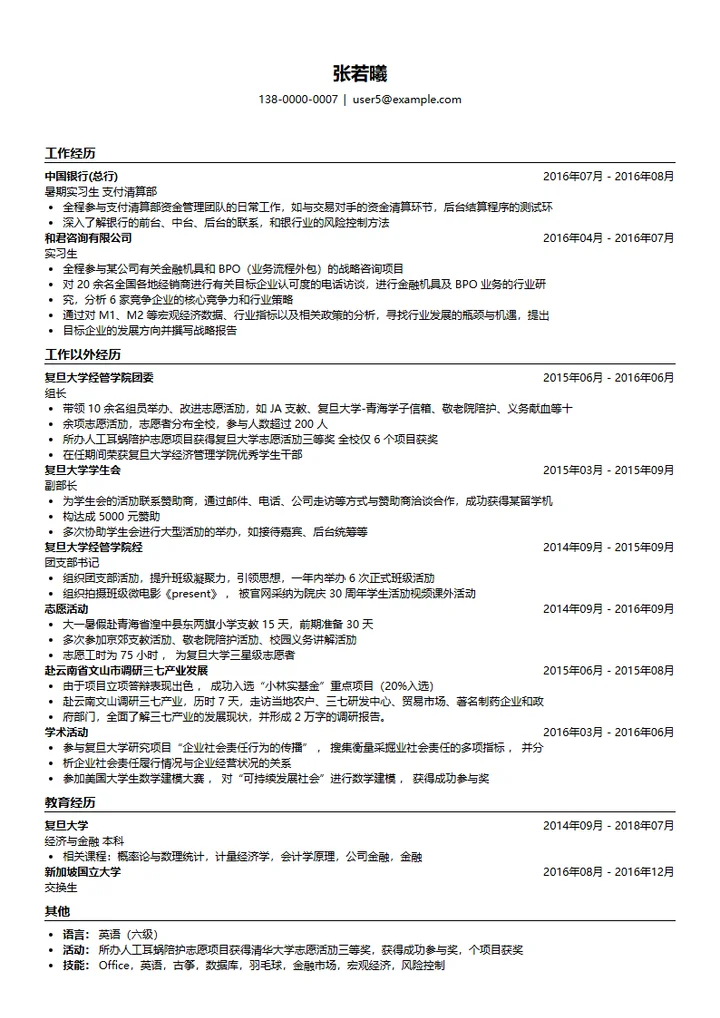 张若曦
138-0000-0007 | user5@example.com
工作经历
中国银行(总行) 2016年07月 - 2016年08月
暑期实习生 支付清算部
• 全程参与支付清算部资金管理团队的日常工作，如与交易对手的资金清算环节，后台结算程序的测试环
• 深入了解银行的前台、中台、后台的联系，和银行业的风险控制方法
和君咨询有限公司 2016年04月 - 2016年07月
实习生
• 全程参与某公司有关金融机具和 BPO（业务流程外包）的战略咨询项目
• 对 20 余名全国各地经销商进行有关目标企业认可度的电话访谈，进行金融机具及 BPO 业务的行业研
• 究，分析 6 家竞争企业的核心竞争力和行业策略
• 通过对 M1、M2 等宏观经济数据、行业指标以及相关政策的分析，寻找行业发展的瓶颈与机遇，提出
• 目标企业的发展方向并撰写战略报告
工作以外经历
复旦大学经管学院团委 2015年06月 - 2016年06月
组长
• 带领 10 余名组员举办、改进志愿活动，如 JA 支教、复旦大学-青海学子信箱、敬老院陪护、义务献血等十
• 余项志愿活动，志愿者分布全校，参与人数超过 200 人
• 所办人工耳蜗陪护志愿项目获得复旦大学志愿活动三等奖 全校仅 6 个项目获奖
• 在任期间荣获复旦大学经济管理学院优秀学生干部
复旦大学学生会 2015年03月 - 2015年09月
副部长
• 为学生会的活动联系赞助商，通过邮件、电话、公司走访等方式与赞助商洽谈合作，成功获得某留学机
• 构达成 5000 元赞助
• 多次协助学生会进行大型活动的举办，如接待嘉宾、后台统筹等
复旦大学经管学院经 2014年09月 - 2015年09月
团支部书记
• 组织团支部活动，提升班级凝聚力，引领思想，一年内举办 6 次正式班级活动
• 组织拍摄班级微电影《present》 ， 被官网采纳为院庆 30 周年学生活动视频课外活动
志愿活动 2014年09月 - 2016年09月
• 大一暑假赴青海省湟中县东两旗小学支教 15 天，前期准备 30 天
• 多次参加京郊支教活动、敬老院陪护活动、校园义务讲解活动
• 志愿工时为 75 小时 ， 为复旦大学三星级志愿者
赴云南省文山市调研三七产业发展 2015年06月 - 2015年08月
• 由于项目立项答辩表现出色 ， 成功入选“小林实基金”重点项目（20%入选）
• 赴云南文山调研三七产业，历时 7 天，走访当地农户、三七研发中心、贸易市场、著名制药企业和政
• 府部门，全面了解三七产业的发展现状，并形成 2 万字的调研报告。
学术活动 2016年03月 - 2016年06月
• 参与复旦大学研究项目“企业社会责任行为的传播” ， 搜集衡量采掘业社会责任的多项指标 ， 并分
• 析企业社会责任履行情况与企业经营状况的关系
• 参加美国大学生数学建模大赛 ， 对“可持续发展社会”进行数学建模 ， 获得成功参与奖
教育经历
复旦大学 2014年09月 - 2018年07月
经济与金融 本科
• 相关课程：概率论与数理统计，计量经济学，会计学原理，公司金融，金融
新加坡国立大学 2016年08月 - 2016年12月
交换生
其他
• 语言： 英语（六级）
• 活动： 所办人工耳蜗陪护志愿项目获得清华大学志愿活动三等奖，获得成功参与奖，个项目获奖
• 技能： Office，英语，古筝，数据库，羽毛球，金融市场，宏观经济，风险控制